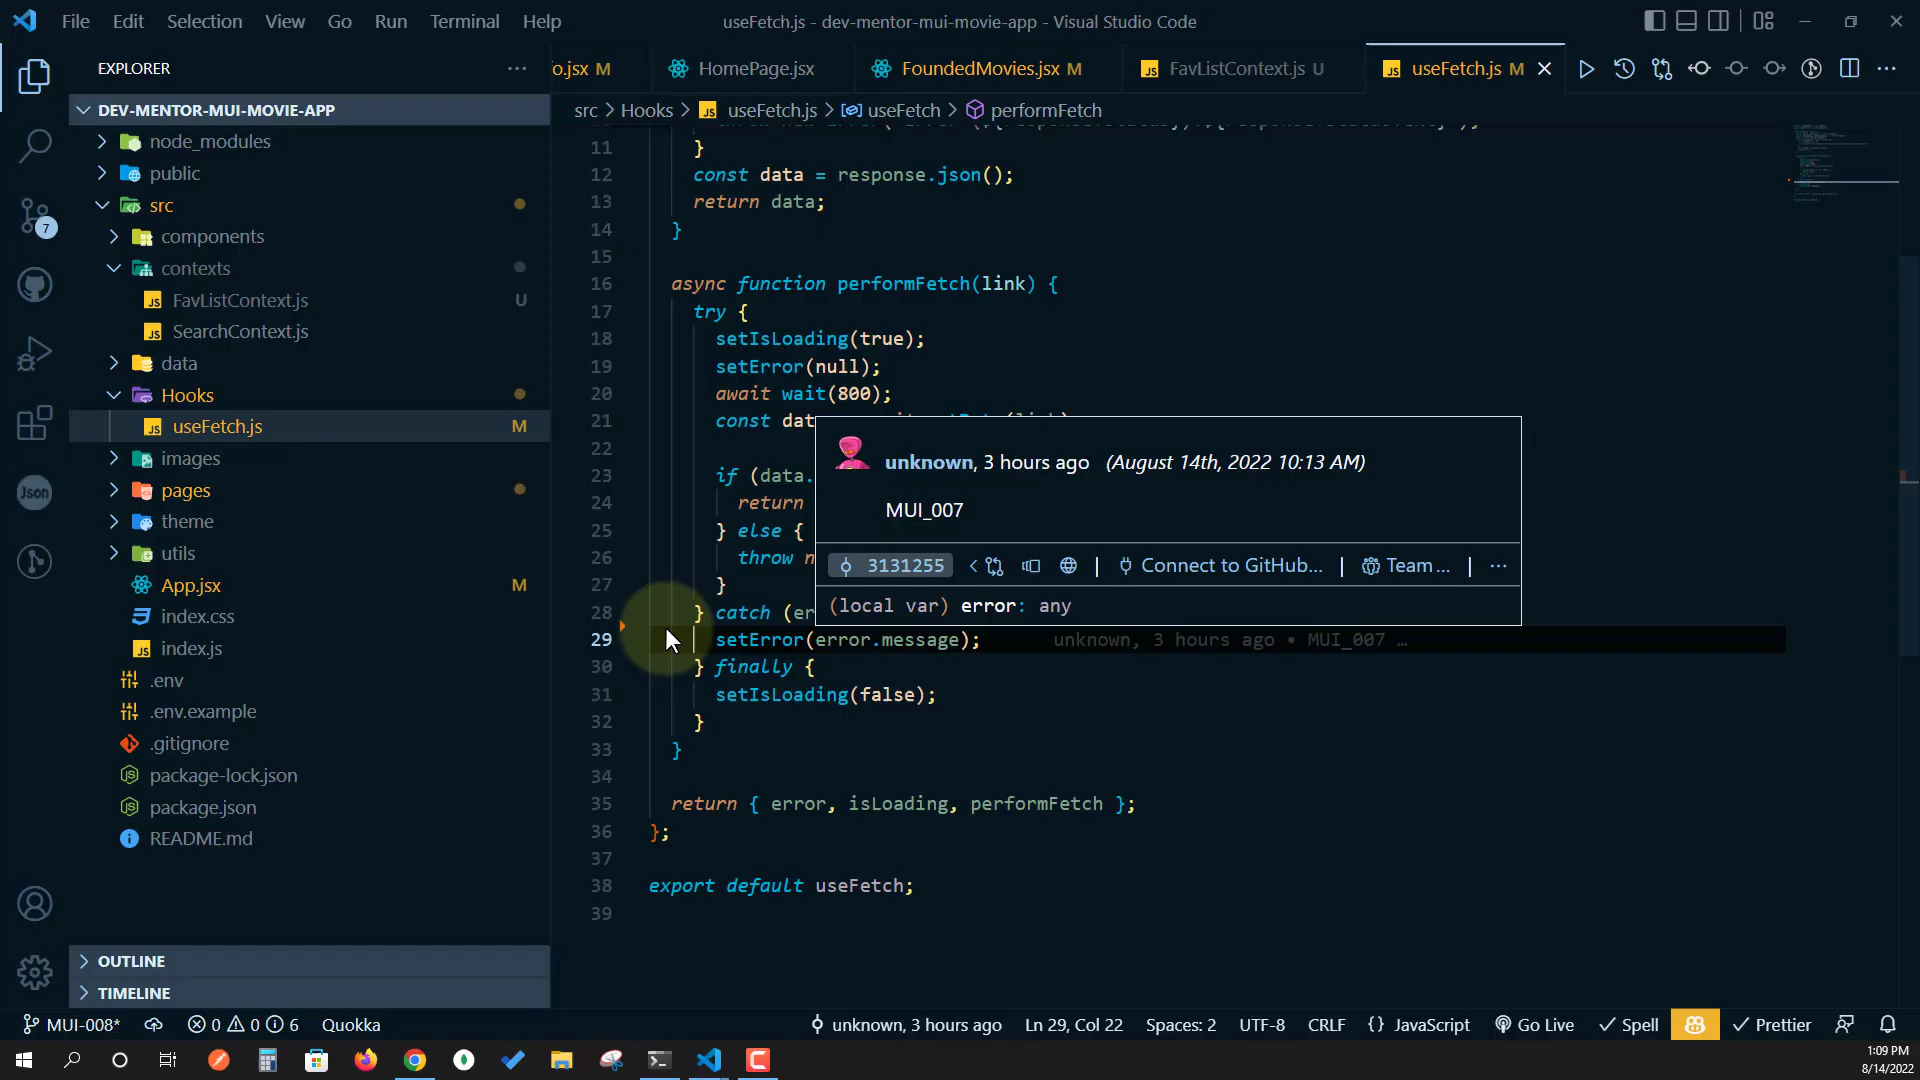 File Edit Selection View Go Run Terminal Help
useFetch.js - dev-mentor-mui-movie-app - Visual Studio Code
EXPLORER
o.jsx M
HomePage.jsx
FoundedMovies.jsx M
FavListContext.js U
useFetch.js M
DEV-MENTOR-MUI-MOVIE-APP
src > Hooks > useFetch.js > useFetch > performFetch
node_modules
public
src
components
contexts
FavListContext.js U
SearchContext.js
data
Hooks
useFetch.js M
images
pages
theme
utils
App.jsx M
index.css
index.js
.env
.env.example
.gitignore
package-lock.json
package.json
README.md
OUTLINE
TIMELINE
7
Json
11 }
12 const data = response.json();
13 return data;
14 }
15
16 async function performFetch(link) {
17 try {
18 setIsLoading(true);
19 setError(null);
20 await wait(800);
21 const dat
22
23 if (data.
24 return
25 } else {
26 throw n
27 }
28 } catch (er
29 setError(error.message); unknown, 3 hours ago • MUI_007 …
30 } finally {
31 setIsLoading(false);
32 }
33 }
34
35 return { error, isLoading, performFetch };
36 };
37
38 export default useFetch;
39
unknown, 3 hours ago (August 14th, 2022 10:13 AM)
MUI_007
3131255 | Connect to GitHub... | Team... | ...
(local var) error: any
MUI-008* 0 0 6 Quokka
unknown, 3 hours ago Ln 29, Col 22 Spaces: 2 UTF-8 CRLF {} JavaScript Go Live Spell Prettier
1:09 PM
8/14/2022